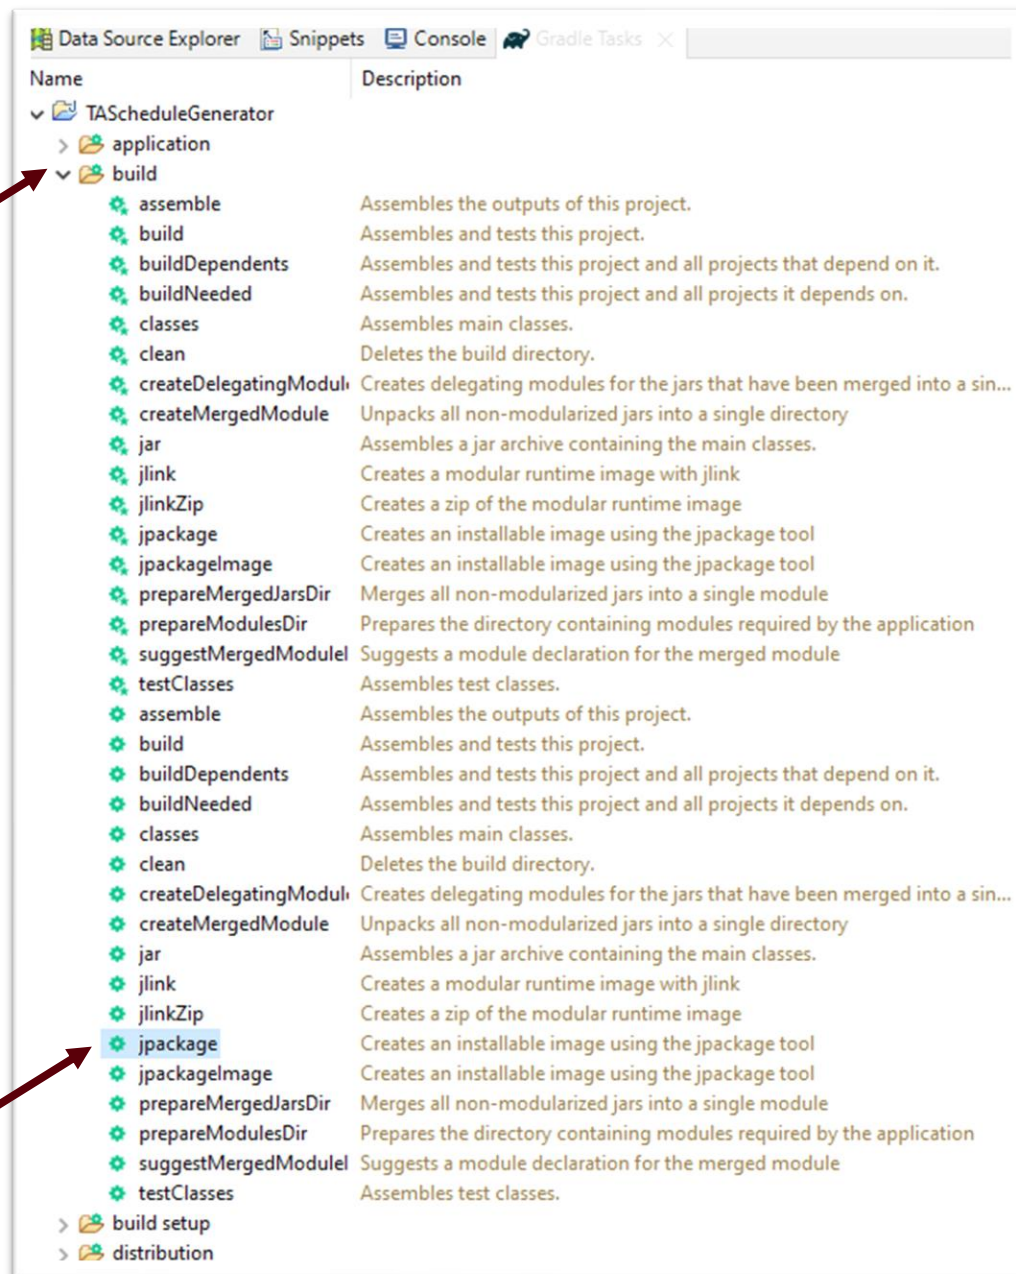 Data Source Explorer Snippets Console Gradle Tasks
Name Description
TAScheduleGenerator
application
build
assemble Assembles the outputs of this project.
build Assembles and tests this project.
buildDependents Assembles and tests this project and all projects that depend on it.
buildNeeded Assembles and tests this project and all projects it depends on.
classes Assembles main classes.
clean Deletes the build directory.
createDelegatingModul Creates delegating modules for the jars that have been merged into a sin...
createMergedModule Unpacks all non-modularized jars into a single directory
jar Assembles a jar archive containing the main classes.
jlink Creates a modular runtime image with jlink
jlinkZip Creates a zip of the modular runtime image
jpackage Creates an installable image using the jpackage tool
jpackageImage Creates an installable image using the jpackage tool
prepareMergedJarsDir Merges all non-modularized jars into a single module
prepareModulesDir Prepares the directory containing modules required by the application
suggestMergedModuleI Suggests a module declaration for the merged module
testClasses Assembles test classes.
assemble Assembles the outputs of this project.
build Assembles and tests this project.
buildDependents Assembles and tests this project and all projects that depend on it.
buildNeeded Assembles and tests this project and all projects it depends on.
classes Assembles main classes.
clean Deletes the build directory.
createDelegatingModul Creates delegating modules for the jars that have been merged into a sin...
createMergedModule Unpacks all non-modularized jars into a single directory
jar Assembles a jar archive containing the main classes.
jlink Creates a modular runtime image with jlink
jlinkZip Creates a zip of the modular runtime image
jpackage Creates an installable image using the jpackage tool
jpackageImage Creates an installable image using the jpackage tool
prepareMergedJarsDir Merges all non-modularized jars into a single module
prepareModulesDir Prepares the directory containing modules required by the application
suggestMergedModuleI Suggests a module declaration for the merged module
testClasses Assembles test classes.
build setup
distribution